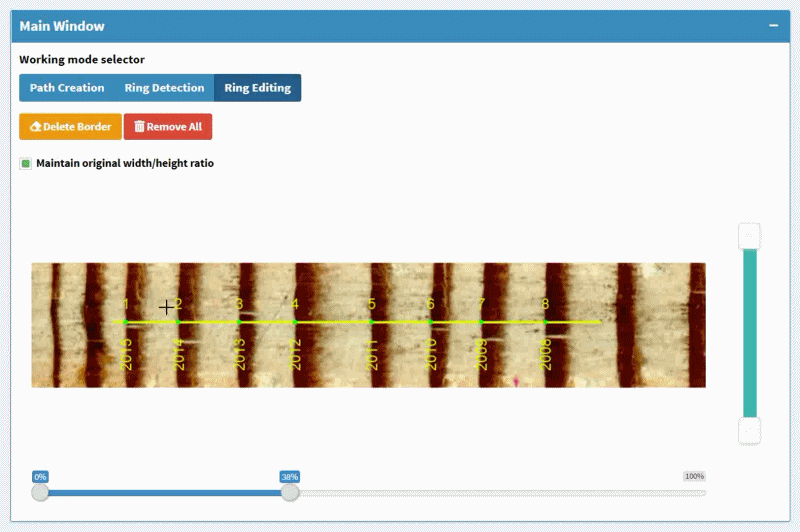 Main Window
Working mode selector
Path Creation Ring Detection Ring Editing
Delete Border Remove All
Maintain original width/height ratio
1 2 3 4 5 6 7 8
2015 2014 2013 2012 2011 2010 2009 2008
0% 38% 100%